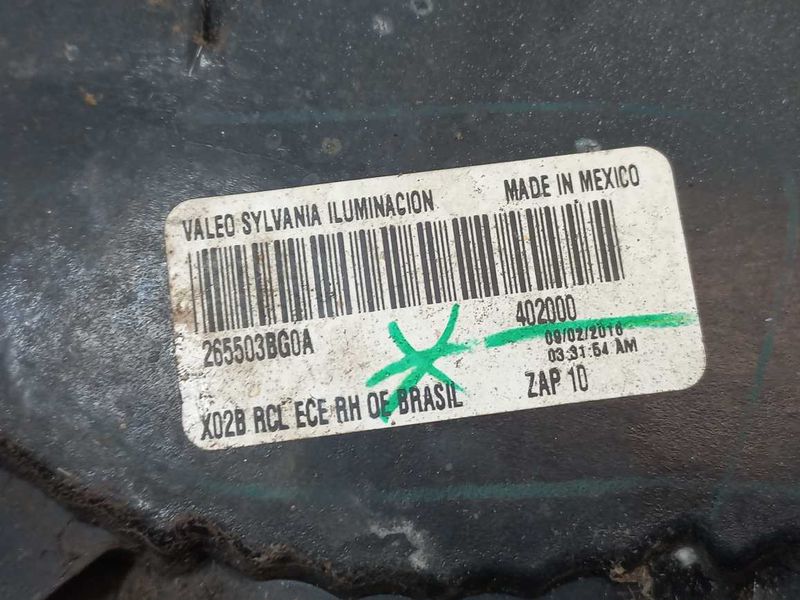 VALEO SYLVANIA ILUMINACION MADE IN MEXICO
265503BG0A 402000
09/02/2016
03:31:54 AM
X02B RCL ECE RH OE BRASIL ZAP 10